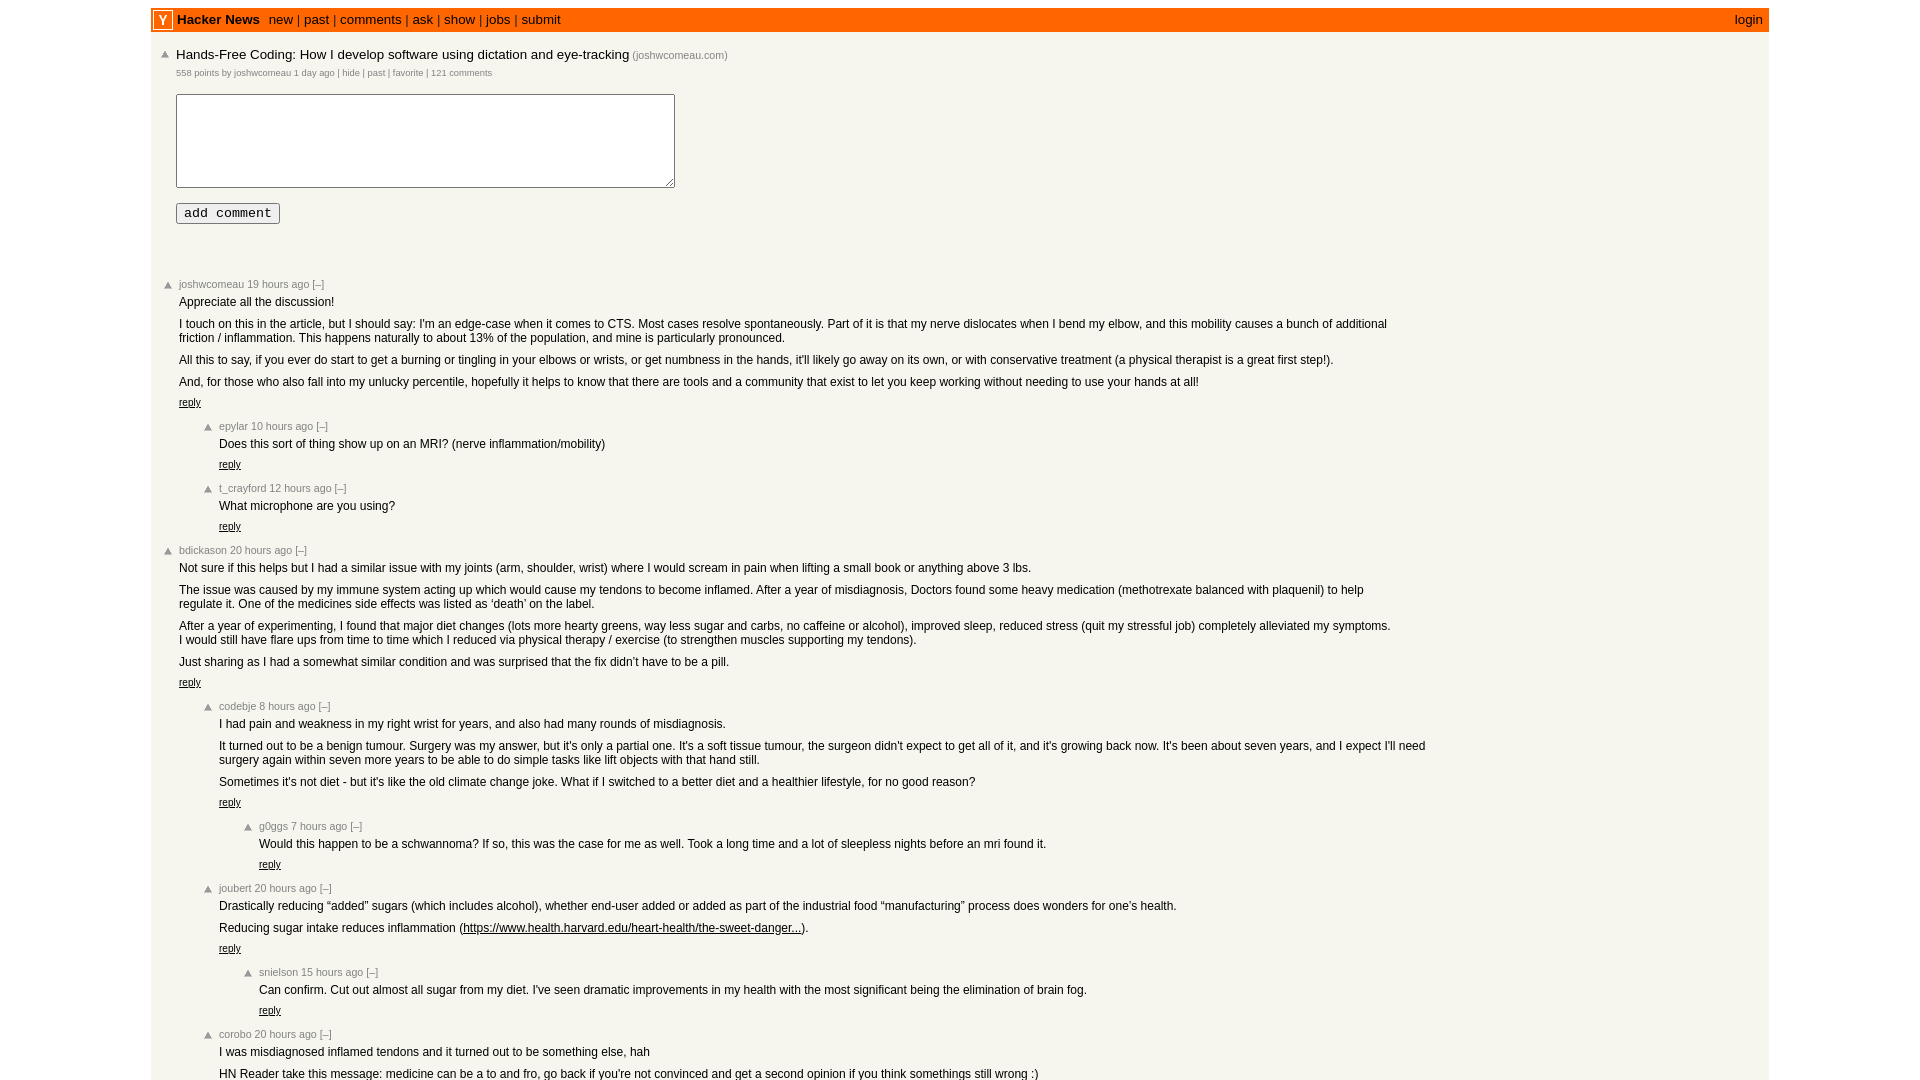 Y Hacker News new | past | comments | ask | show | jobs | submit login
Hands-Free Coding: How I develop software using dictation and eye-tracking (joshwcomeau.com)
558 points by joshwcomeau 1 day ago | hide | past | favorite | 121 comments
add comment
joshwcomeau 19 hours ago [–]
Appreciate all the discussion!
I touch on this in the article, but I should say: I'm an edge-case when it comes to CTS. Most cases resolve spontaneously. Part of it is that my nerve dislocates when I bend my elbow, and this mobility causes a bunch of additional
friction / inflammation. This happens naturally to about 13% of the population, and mine is particularly pronounced.
All this to say, if you ever do start to get a burning or tingling in your elbows or wrists, or get numbness in the hands, it'll likely go away on its own, or with conservative treatment (a physical therapist is a great first step!).
And, for those who also fall into my unlucky percentile, hopefully it helps to know that there are tools and a community that exist to let you keep working without needing to use your hands at all!
reply
epylar 10 hours ago [–]
Does this sort of thing show up on an MRI? (nerve inflammation/mobility)
reply
t_crayford 12 hours ago [–]
What microphone are you using?
reply
bdickason 20 hours ago [–]
Not sure if this helps but I had a similar issue with my joints (arm, shoulder, wrist) where I would scream in pain when lifting a small book or anything above 3 lbs.
The issue was caused by my immune system acting up which would cause my tendons to become inflamed. After a year of misdiagnosis, Doctors found some heavy medication (methotrexate balanced with plaquenil) to help
regulate it. One of the medicines side effects was listed as ‘death’ on the label.
After a year of experimenting, I found that major diet changes (lots more hearty greens, way less sugar and carbs, no caffeine or alcohol), improved sleep, reduced stress (quit my stressful job) completely alleviated my symptoms.
I would still have flare ups from time to time which I reduced via physical therapy / exercise (to strengthen muscles supporting my tendons).
Just sharing as I had a somewhat similar condition and was surprised that the fix didn’t have to be a pill.
reply
codebje 8 hours ago [–]
I had pain and weakness in my right wrist for years, and also had many rounds of misdiagnosis.
It turned out to be a benign tumour. Surgery was my answer, but it's only a partial one. It's a soft tissue tumour, the surgeon didn't expect to get all of it, and it's growing back now. It's been about seven years, and I expect I'll need
surgery again within seven more years to be able to do simple tasks like lift objects with that hand still.
Sometimes it's not diet - but it's like the old climate change joke. What if I switched to a better diet and a healthier lifestyle, for no good reason?
reply
g0ggs 7 hours ago [–]
Would this happen to be a schwannoma? If so, this was the case for me as well. Took a long time and a lot of sleepless nights before an mri found it.
reply
joubert 20 hours ago [–]
Drastically reducing “added” sugars (which includes alcohol), whether end-user added or added as part of the industrial food “manufacturing” process does wonders for one’s health.
Reducing sugar intake reduces inflammation (https://www.health.harvard.edu/heart-health/the-sweet-danger...).
reply
snielson 15 hours ago [–]
Can confirm. Cut out almost all sugar from my diet. I've seen dramatic improvements in my health with the most significant being the elimination of brain fog.
reply
corobo 20 hours ago [–]
I was misdiagnosed inflamed tendons and it turned out to be something else, hah
HN Reader take this message: medicine can be a to and fro, go back if you're not convinced and get a second opinion if you think somethings still wrong :)